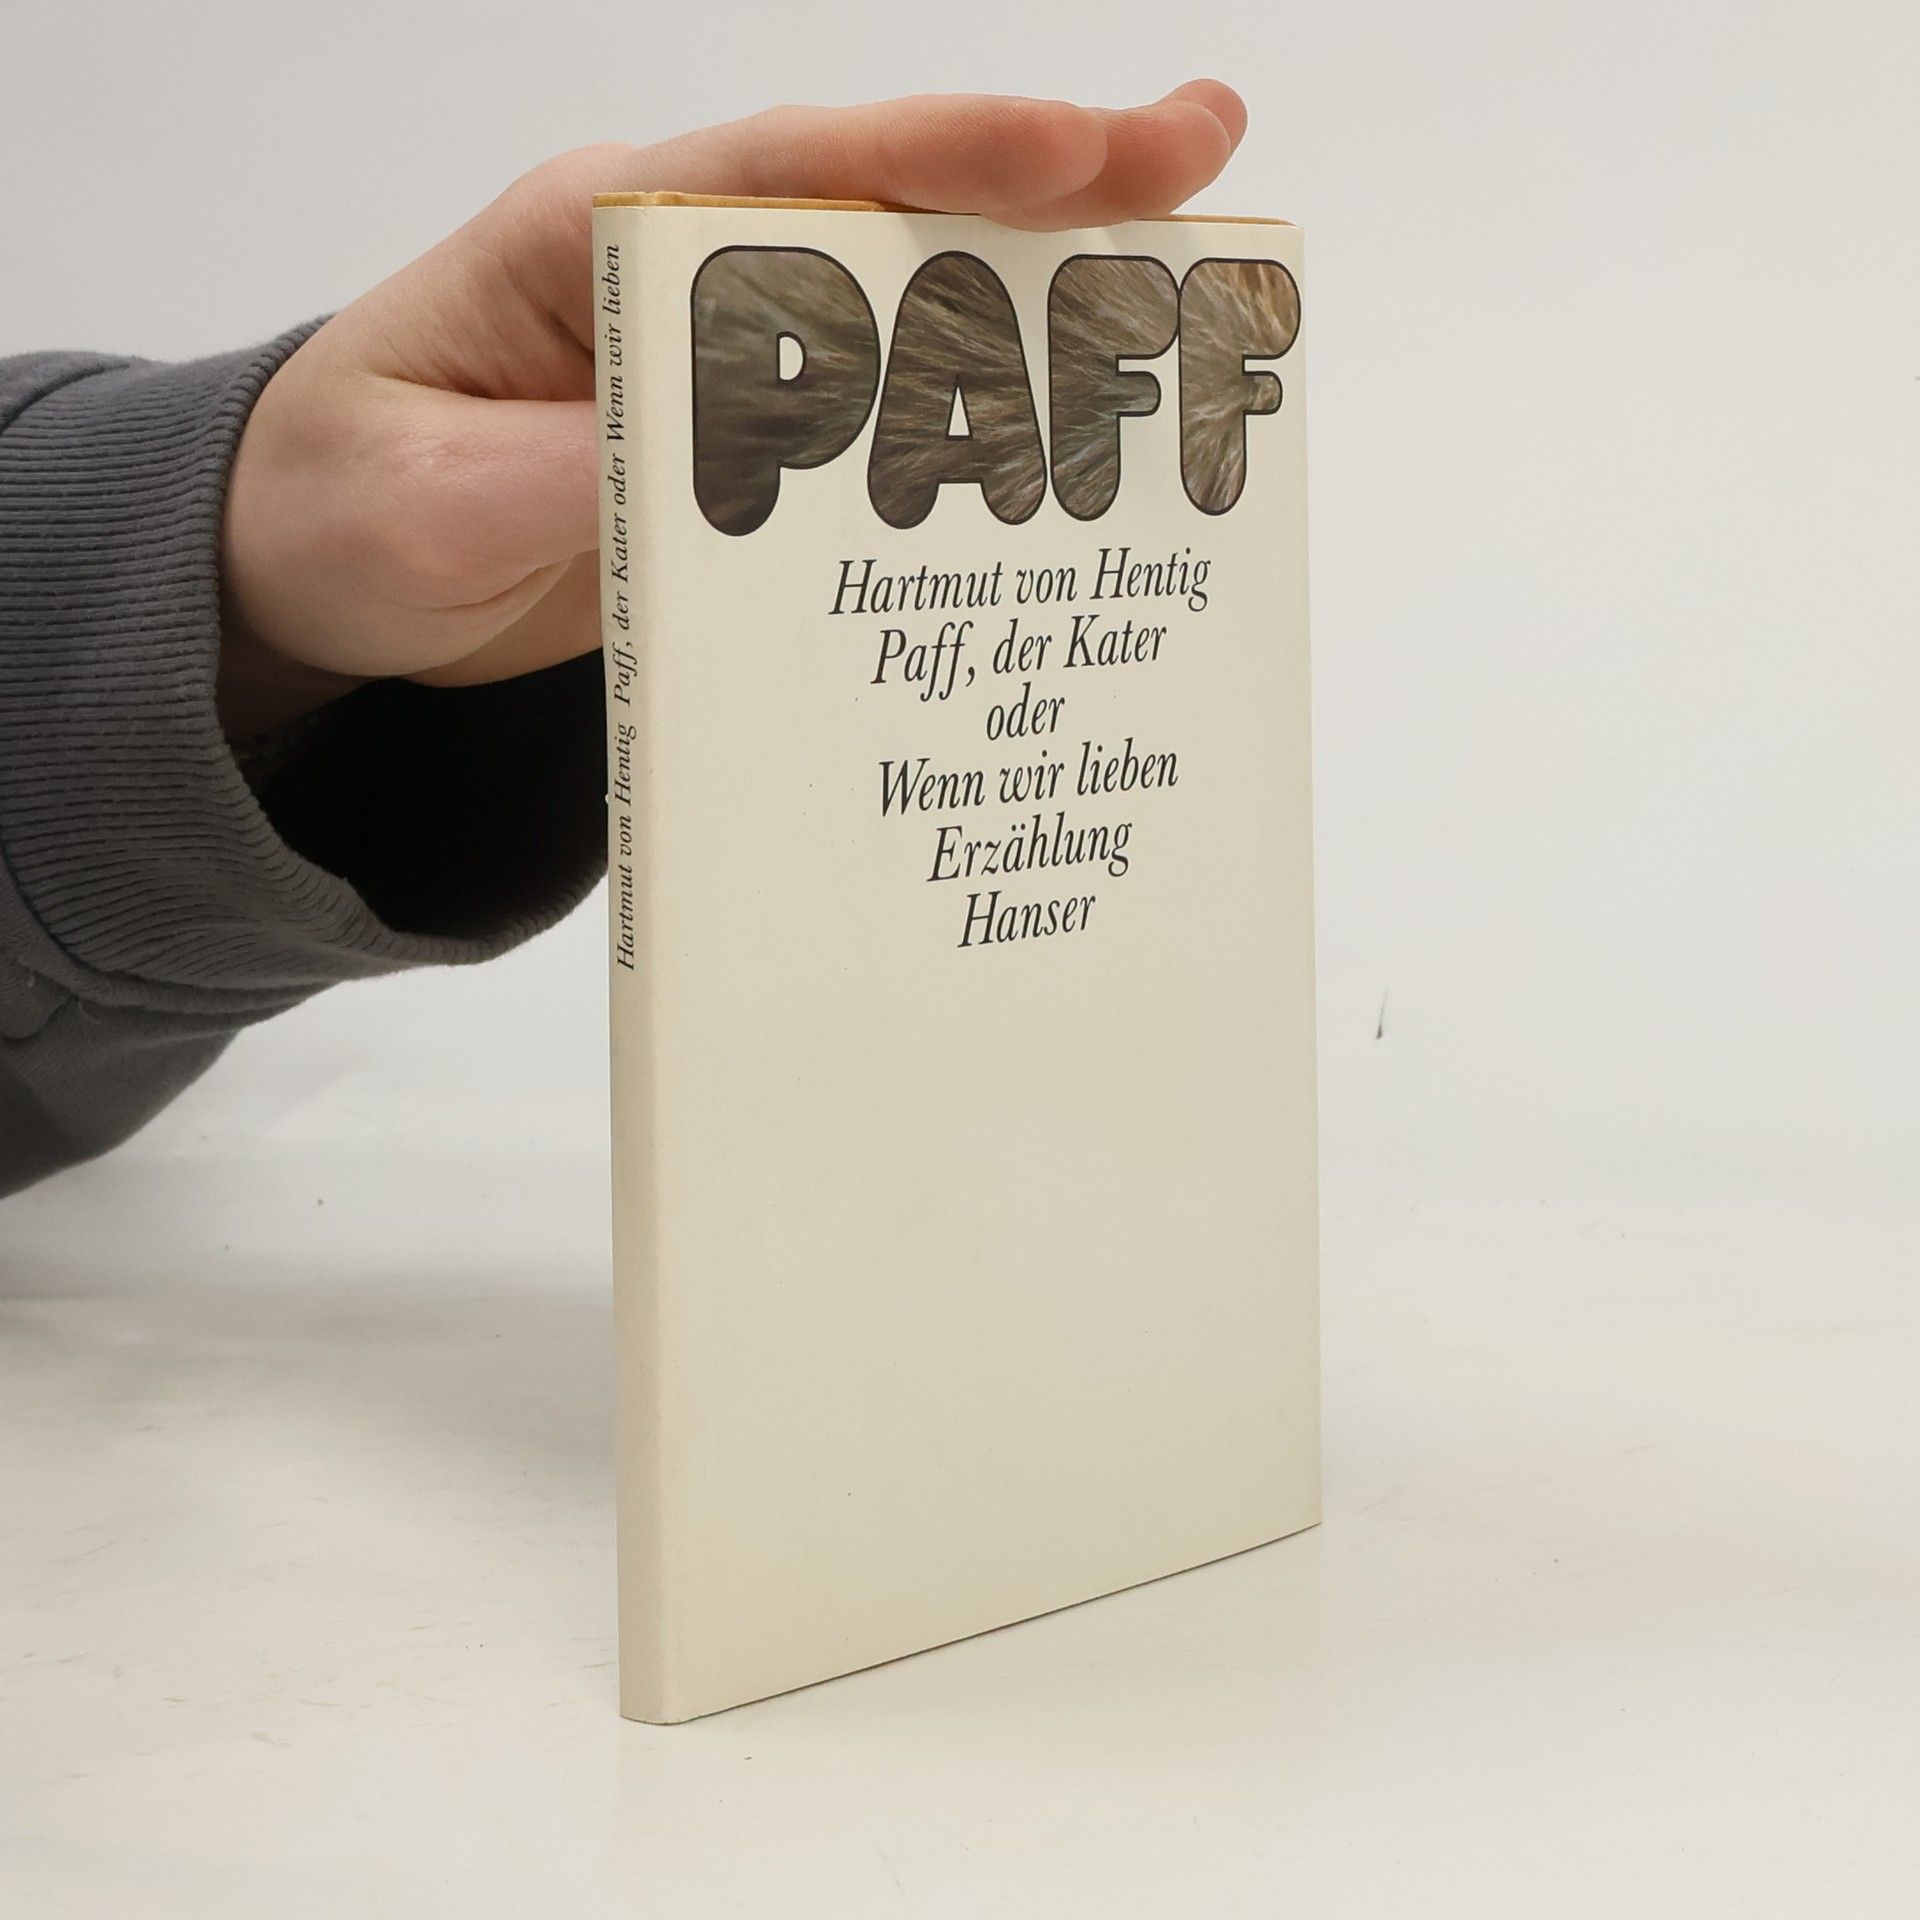 Hartmut von Hentig Paff, der Kater oder Wenn wir lieben
PAFF
Hartmut von Hentig
Paff, der Kater
oder
Wenn wir lieben
Erzählung
Hanser